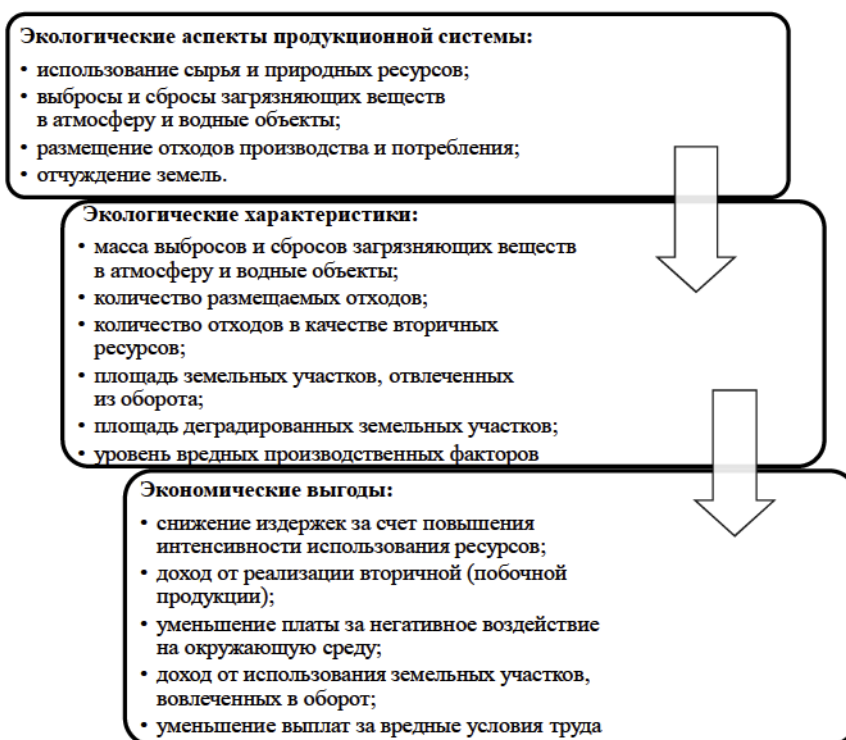 Экологические аспекты продукционной системы:
• использование сырья и природных ресурсов;
• выбросы и сбросы загрязняющих веществ
в атмосферу и водные объекты;
• размещение отходов производства и потребления;
• отчуждение земель.
Экологические характеристики:
• масса выбросов и сбросов загрязняющих веществ
в атмосферу и водные объекты;
• количество размещаемых отходов;
• количество отходов в качестве вторичных
ресурсов;
• площадь земельных участков, отвлеченных
из оборота;
• площадь деградированных земельных участков;
• уровень вредных производственных факторов
Экономические выгоды:
• снижение издержек за счет повышения
интенсивности использования ресурсов;
• доход от реализации вторичной (побочной
продукции);
• уменьшение платы за негативное воздействие
на окружающую среду;
• доход от использования земельных участков,
вовлеченных в оборот;
• уменьшение выплат за вредные условия труда